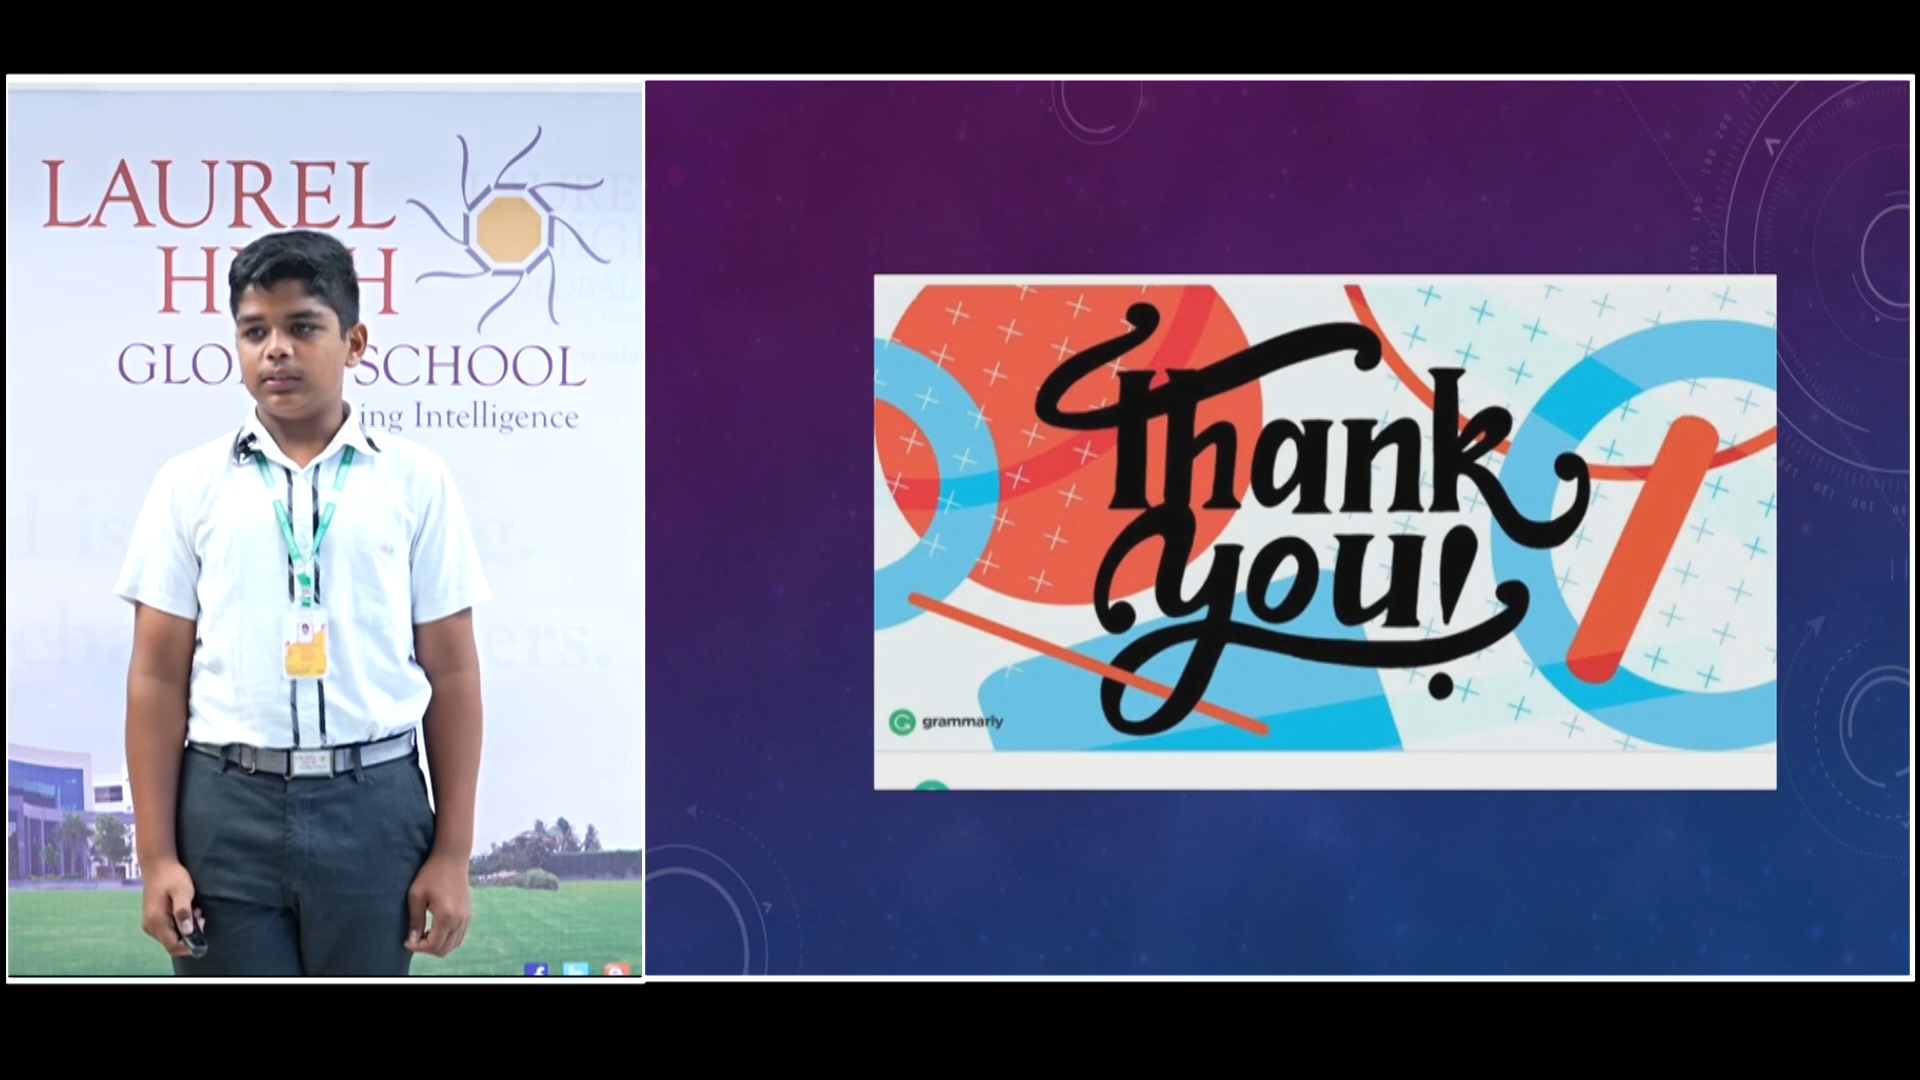 LAUREL
H H
GLO SCHOOL
ing Intelligence
thank
you!
grammarly